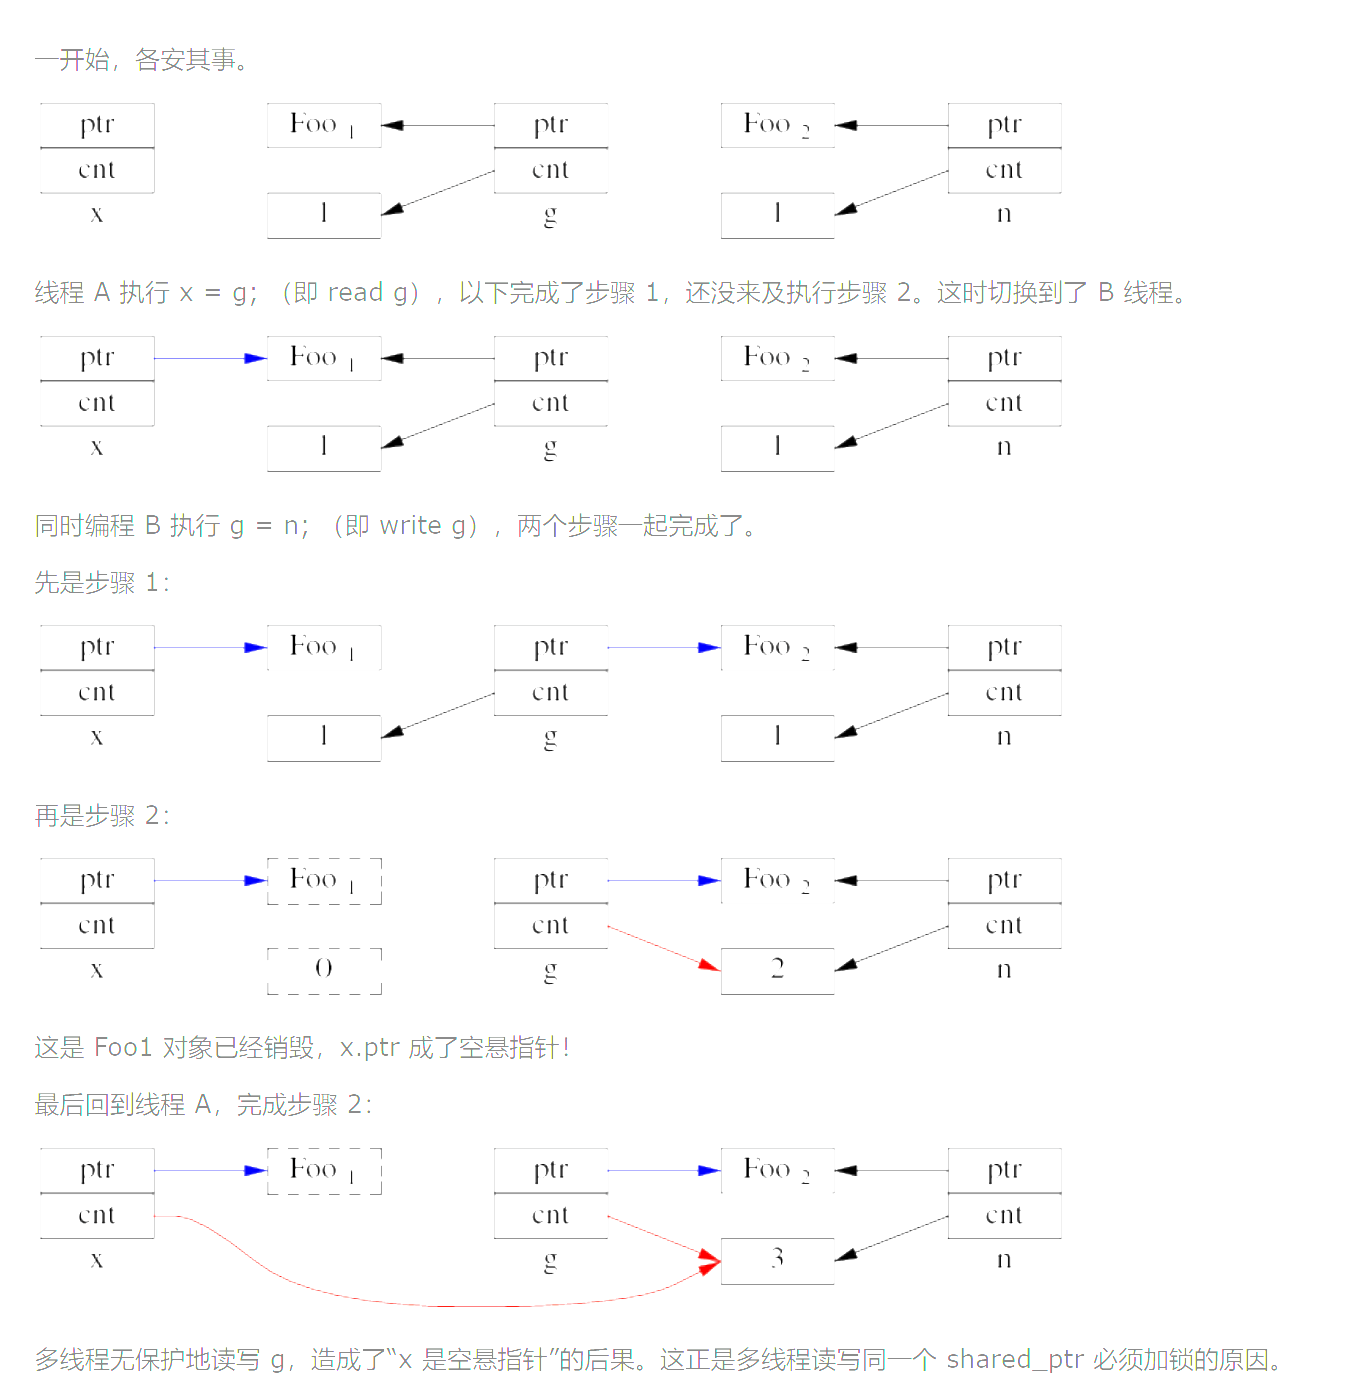 一开始，各安其事。
ptr Foo 1 ptr Foo 2 ptr
cnt cnt cnt
x 1 g 1 n
线程 A 执行 x = g; （即 read g），以下完成了步骤 1，还没来及执行步骤 2。这时切换到了 B 线程。
ptr Foo 1 ptr Foo 2 ptr
cnt cnt cnt
x 1 g 1 n
同时编程 B 执行 g = n; （即 write g），两个步骤一起完成了。
先是步骤 1：
ptr Foo 1 ptr Foo 2 ptr
cnt cnt cnt
x 1 g 1 n
再是步骤 2：
ptr Foo 1 ptr Foo 2 ptr
cnt cnt cnt
x 0 g 2 n
这是 Foo1 对象已经销毁，x.ptr 成了空悬指针！
最后回到线程 A，完成步骤 2：
ptr Foo 1 ptr Foo 2 ptr
cnt cnt cnt
x g 3 n
多线程无保护地读写 g，造成了“x 是空悬指针”的后果。这正是多线程读写同一个 shared_ptr 必须加锁的原因。